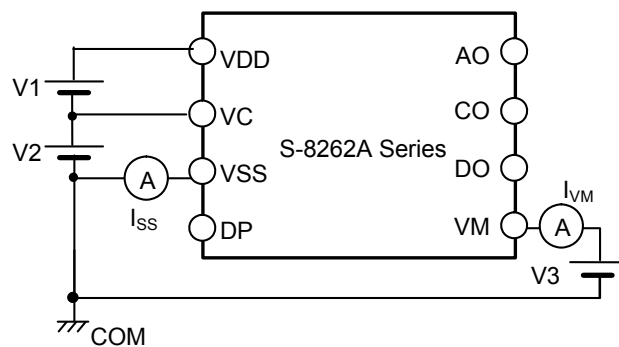 VDD
AO
V1
VC
CO
S-8262A Series
V2
VSS
DO
A
ISS
DP
VM
A
IVM
V3
COM